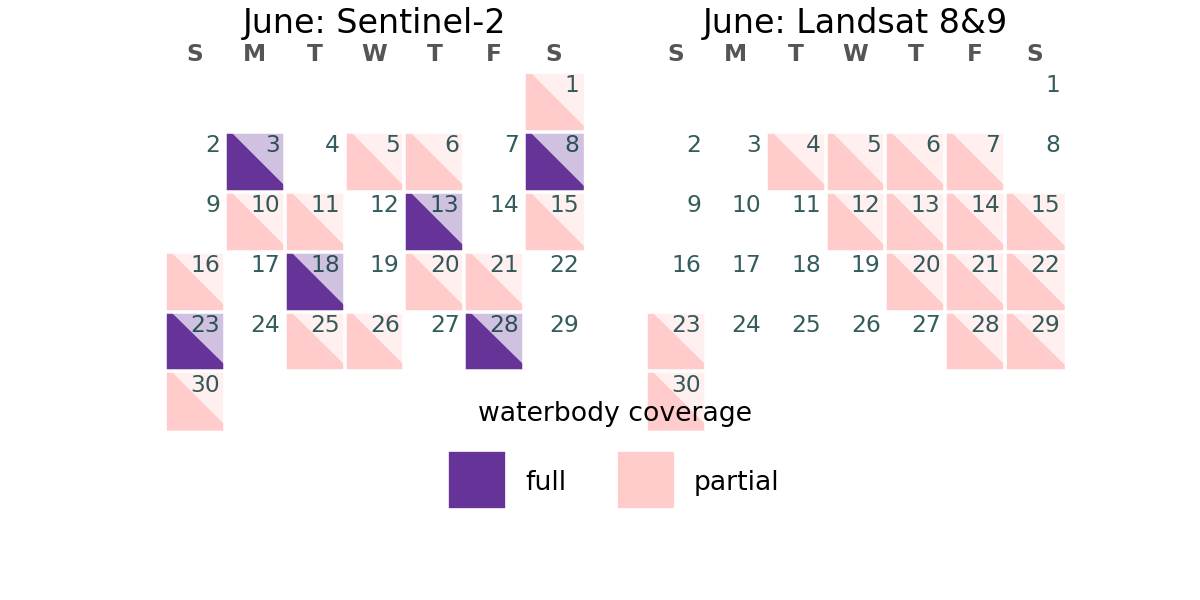 June: Sentinel-2
S M T W T F S
1
2 3 4 5 6 7 8
9 10 11 12 13 14 15
16 17 18 19 20 21 22
23 24 25 26 27 28 29
30
June: Landsat 8&9
S M T W T F S
1
2 3 4 5 6 7 8
9 10 11 12 13 14 15
16 17 18 19 20 21 22
23 24 25 26 27 28 29
30
waterbody coverage
full partial